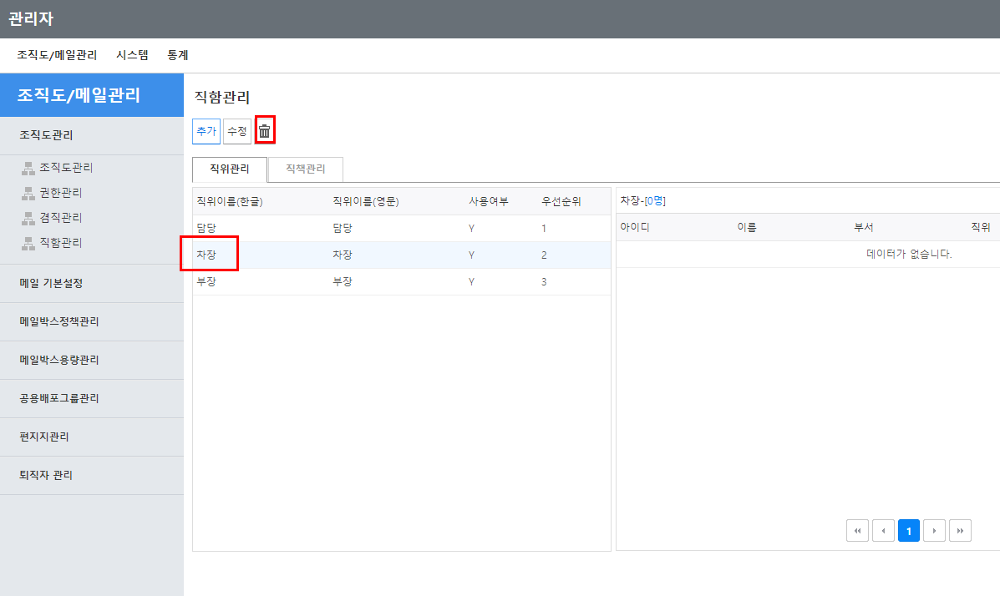 관리자
조직도/메일관리 시스템 통계
조직도/메일관리
조직도관리
조직도관리
권한관리
겸직관리
직함관리
메일 기본설정
메일박스정책관리
메일박스용량관리
공용배포그룹관리
편지지관리
퇴직자 관리
직함관리
추가 수정
직위관리 직책관리
직위이름(한글) 직위이름(영문) 사용여부 우선순위
담당 담당 Y 1
차장 차장 Y 2
부장 부장 Y 3
차장-[0명]
아이디 이름 부서 직위
데이터가 없습니다.
1